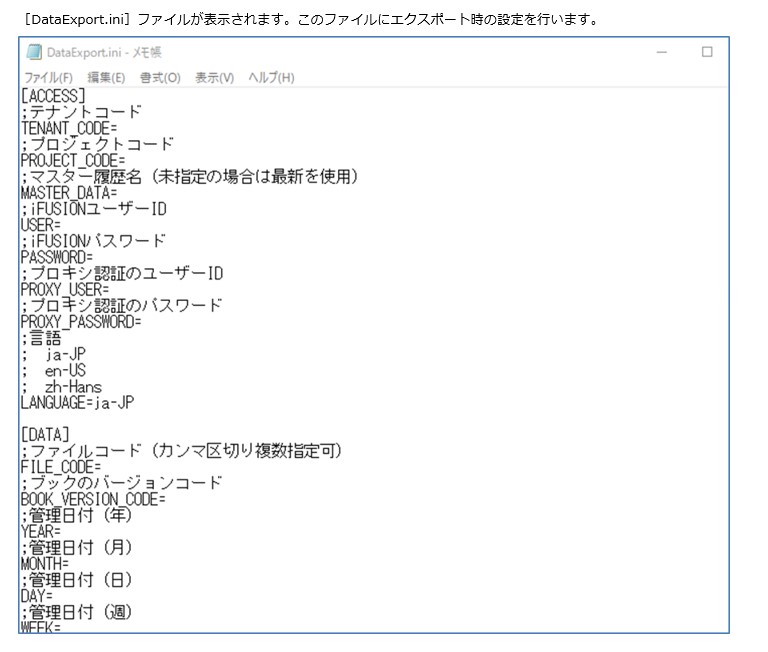 ［DataExport.ini］ファイルが表示されます。このファイルにエクスポート時の設定を行います。
DataExport.ini - メモ帳
ファイル(F) 編集(E) 書式(O) 表示(V) ヘルプ(H)
[ACCESS]
;テナントコード
TENANT_CODE=
;プロジェクトコード
PROJECT_CODE=
;マスター履歴名（未指定の場合は最新を使用）
MASTER_DATA=
;iFUSIONユーザーID
USER=
;iFUSIONパスワード
PASSWORD=
;プロキシ認証のユーザーID
PROXY_USER=
;プロキシ認証のパスワード
PROXY_PASSWORD=
;言語
;  ja-JP
;  en-US
;  zh-Hans
LANGUAGE=ja-JP
[DATA]
;ファイルコード（カンマ区切り複数指定可）
FILE_CODE=
;ブックのバージョンコード
BOOK_VERSION_CODE=
;管理日付（年）
YEAR=
;管理日付（月）
MONTH=
;管理日付（日）
DAY=
;管理日付（週）
WEEK=